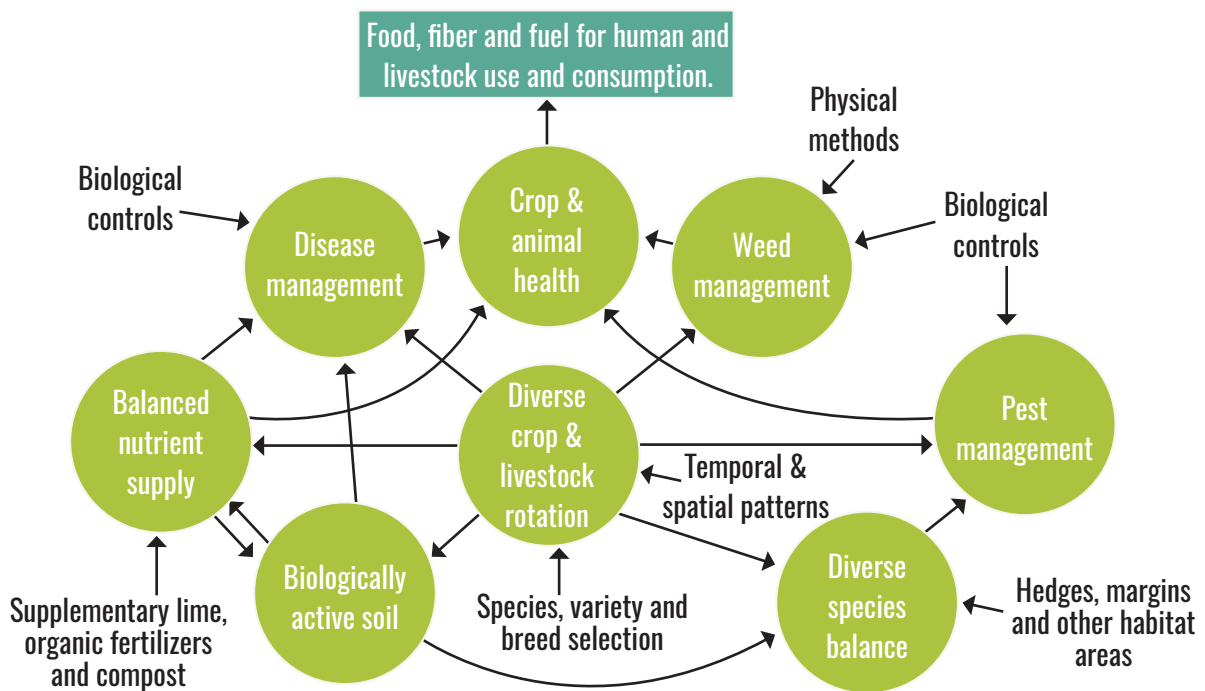 Food, fiber and fuel for human and
livestock use and consumption.
Physical
methods
Biological
controls
Crop &
animal
health
Biological
controls
Disease
management
Weed
management
Balanced
nutrient
supply
Diverse
crop &
livestock
rotation
Pest
management
Temporal &
spatial patterns
Biologically
active soil
Diverse
species
balance
Supplementary lime,
organic fertilizers
and compost
Species, variety and
breed selection
Hedges, margins
and other habitat
areas